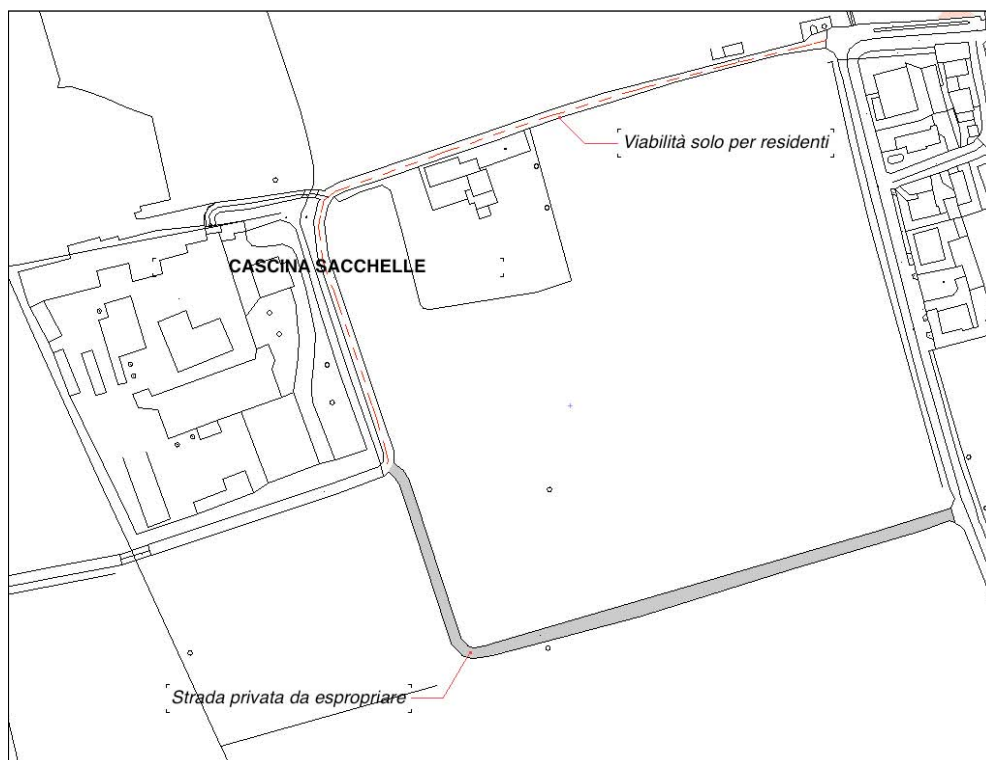 Viabilità solo per residenti
CASCINA SACCHELLE
Strada privata da espropriare